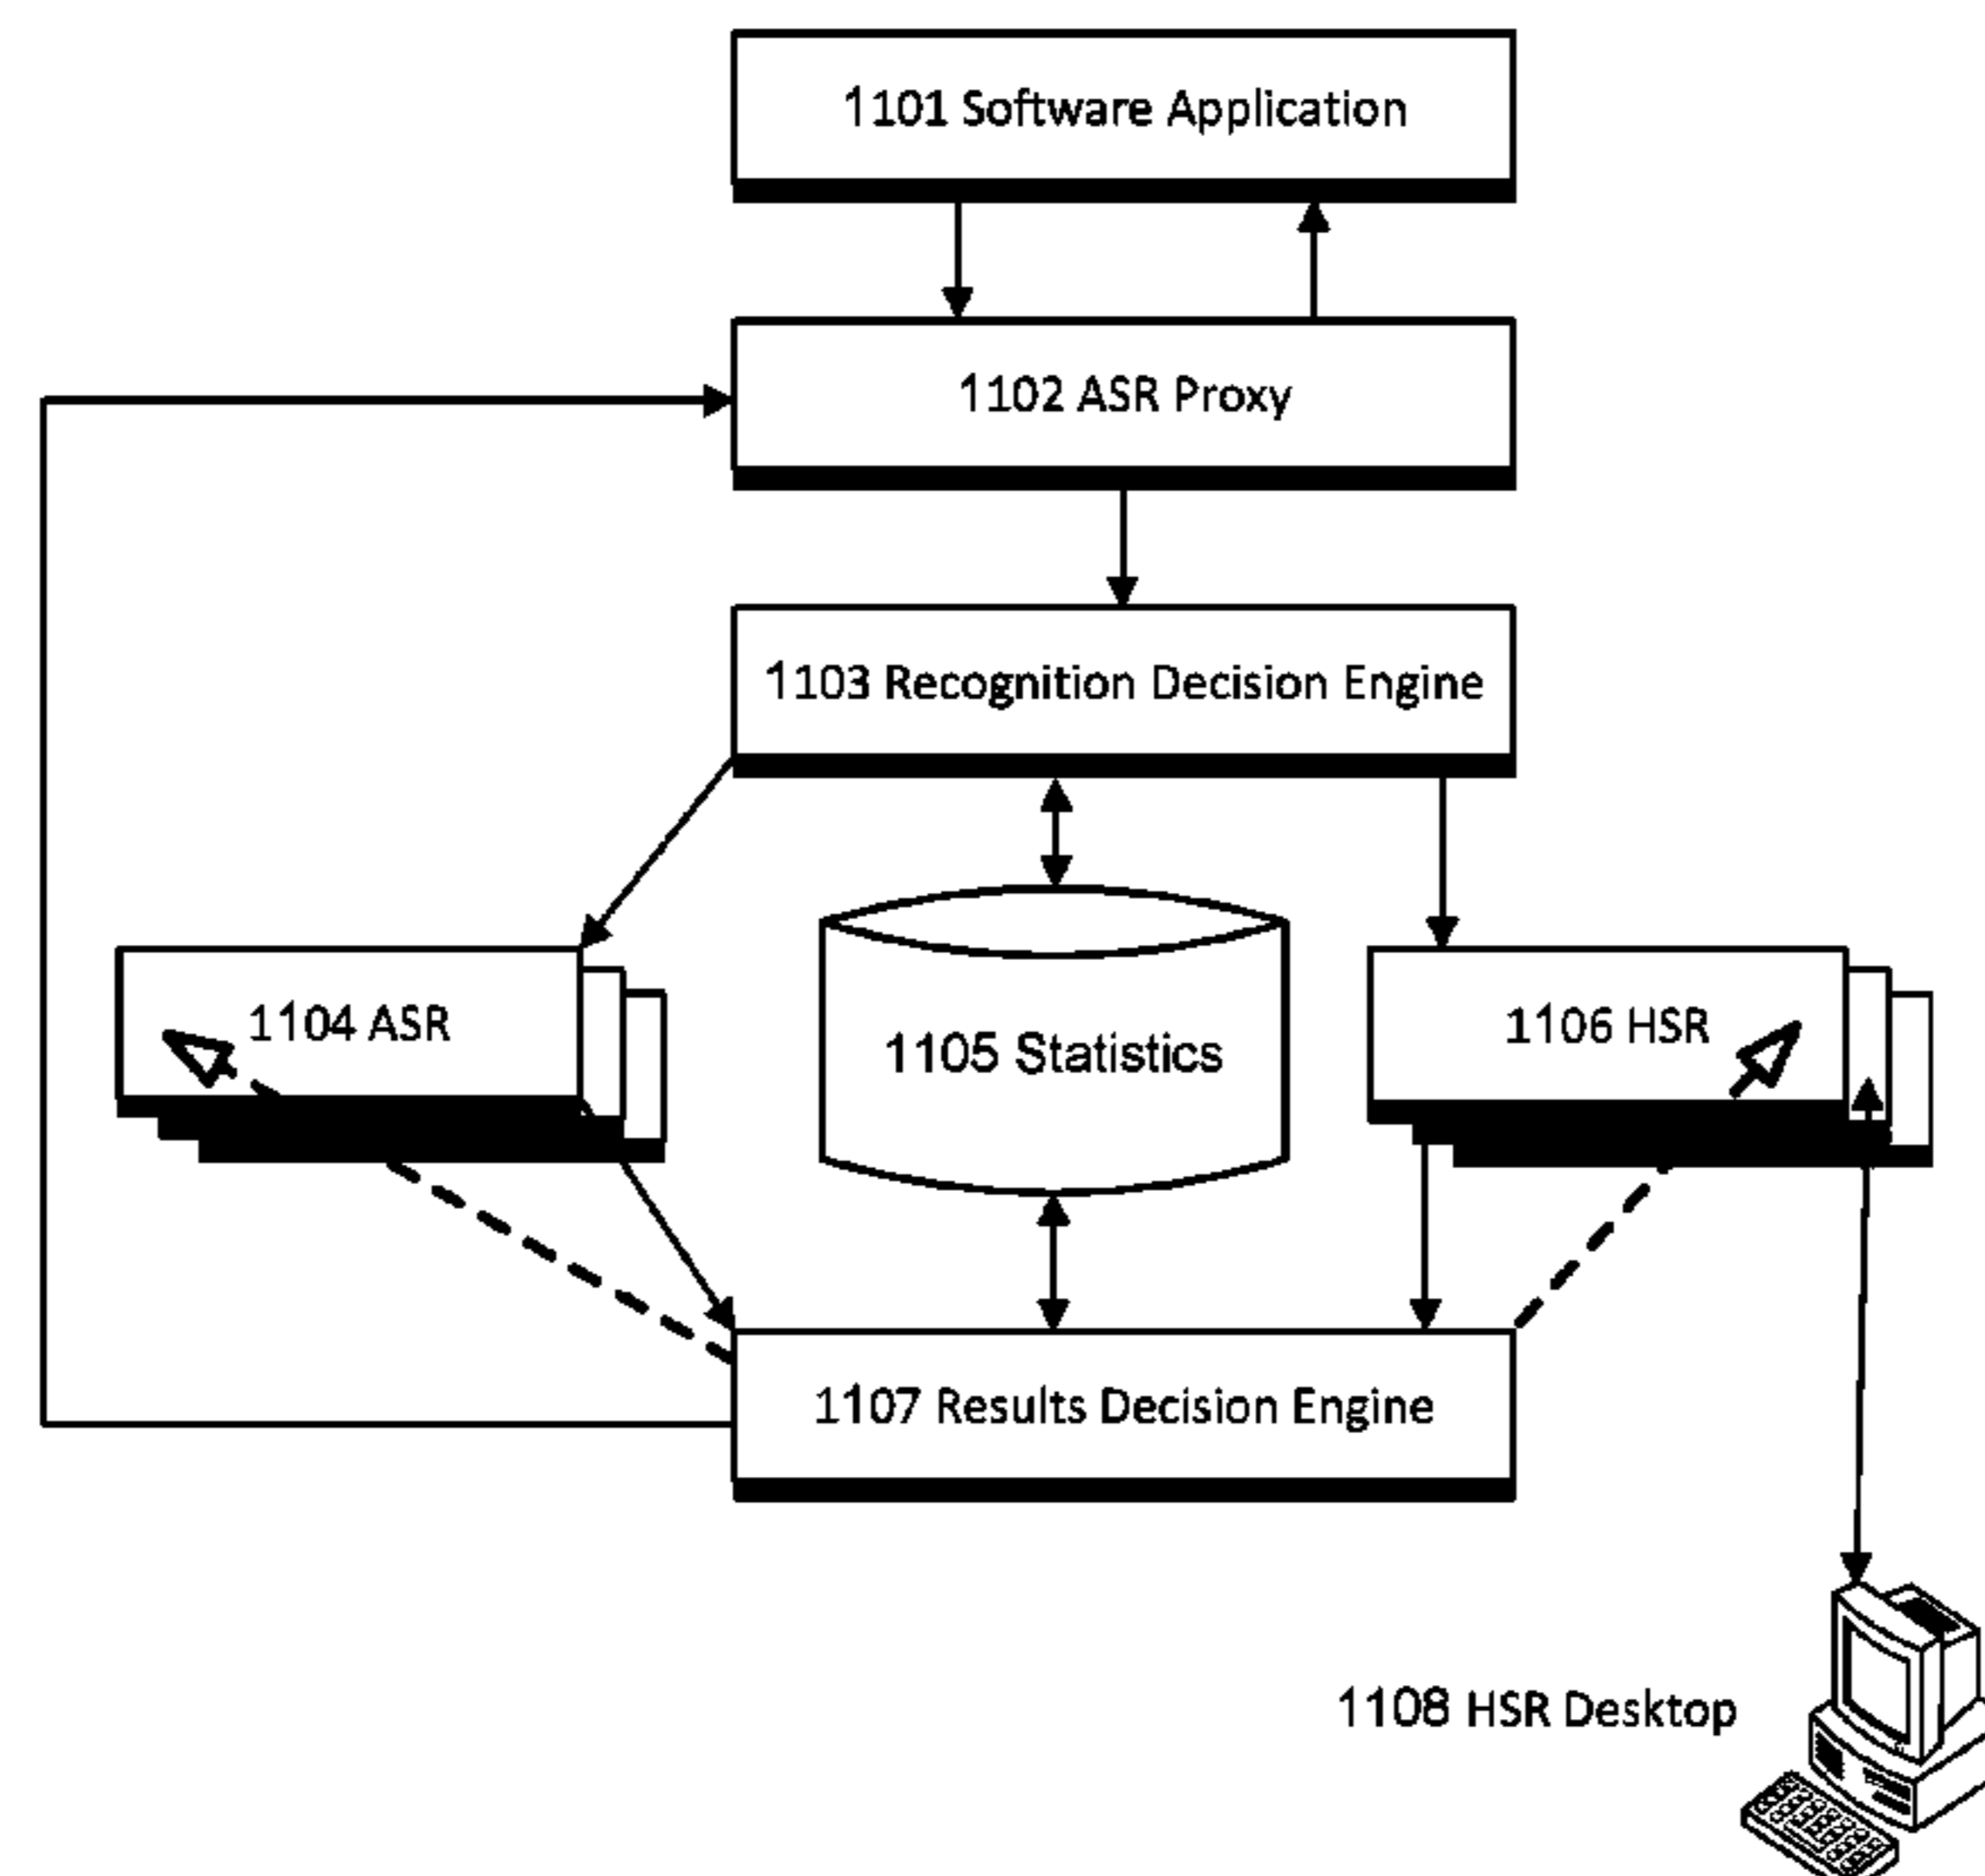 1101 Software Application
1102 ASR Proxy
1103 Recognition Decision Engine
1104 ASR
1105 Statistics
1106 HSR
1107 Results Decision Engine
1108 HSR Desktop